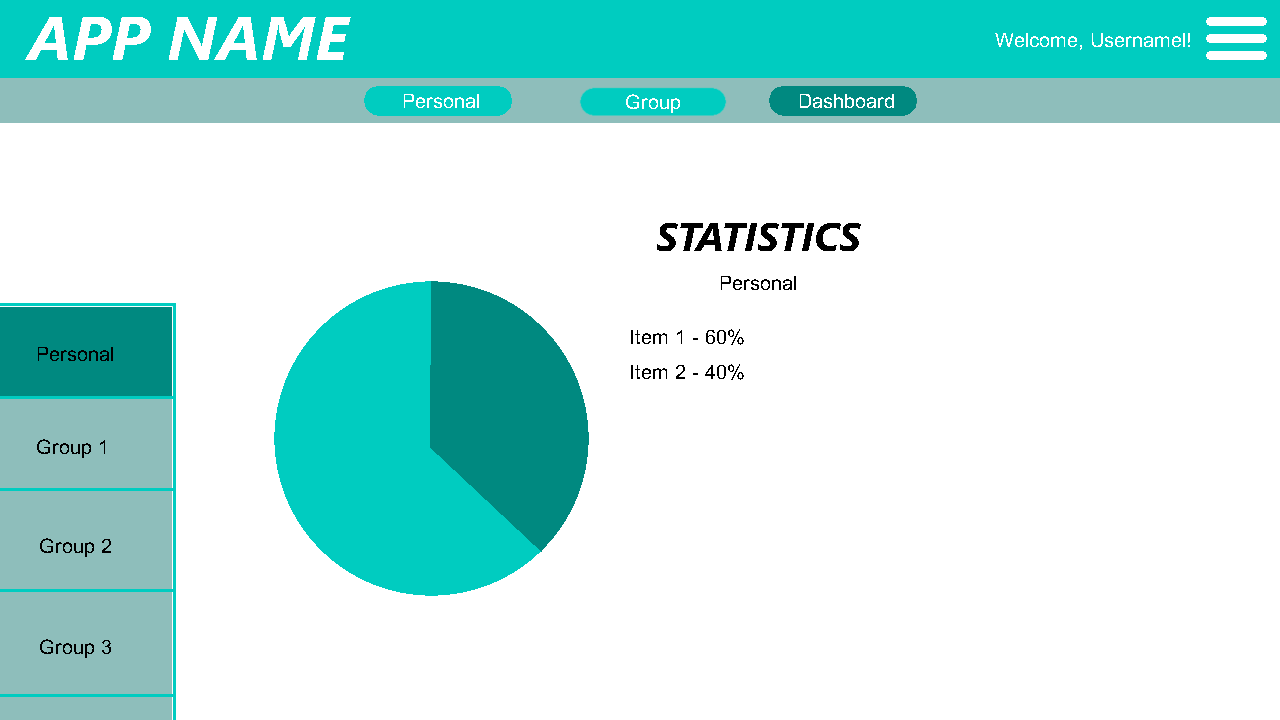 APP NAME
Welcome, Usernamel!
Personal
Group
Dashboard
STATISTICS
Personal
Item 1 - 60%
Item 2 - 40%
Personal
Group 1
Group 2
Group 3